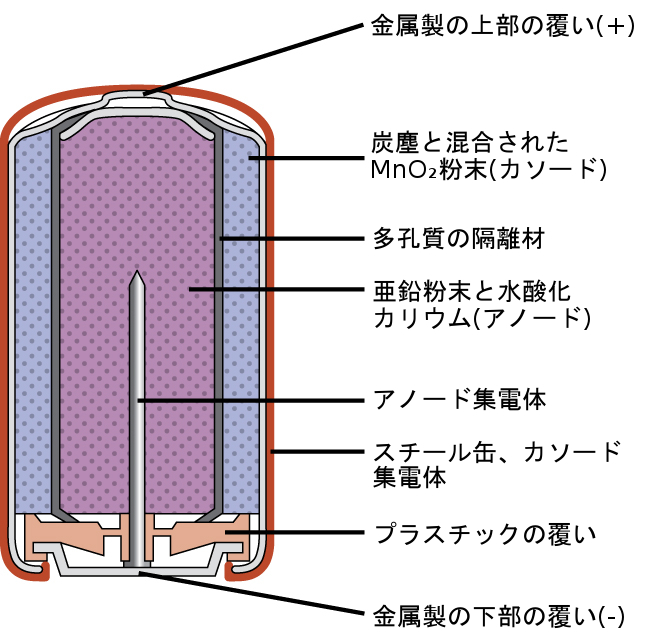 金属製の上部の覆い(+)
炭塵と混合された
MnO₂粉末(カソード)
多孔質の隔離材
亜鉛粉末と水酸化
カリウム(アノード)
アノード集電体
スチール缶、カソード
集電体
プラスチックの覆い
金属製の下部の覆い(-)